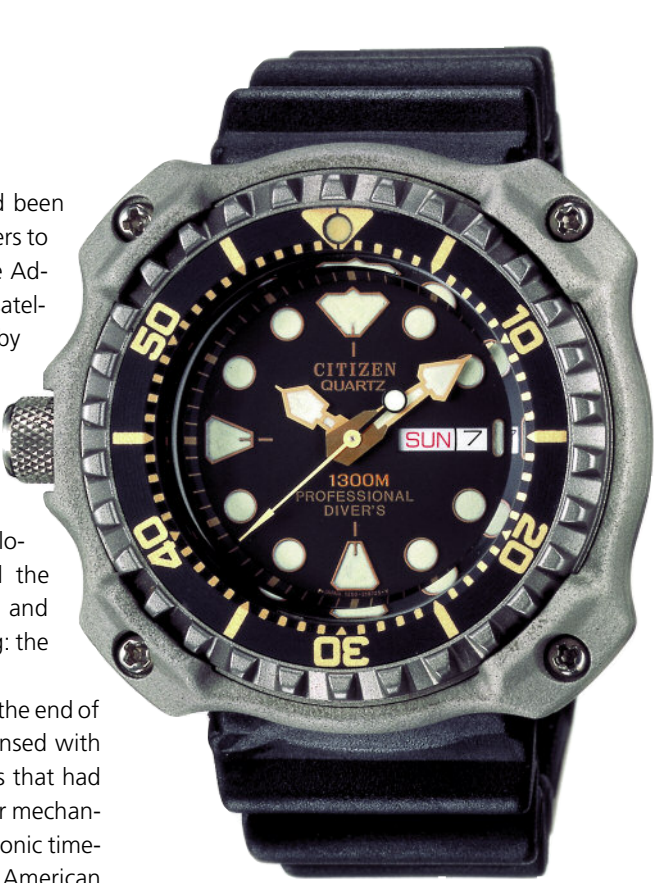 d been
ers to
e Ad-
atel-
by
lo-
d the
and
g: the
the end of
nsed with
s that had
r mechan-
onic time-
American
10
20
30
40
50
CITIZEN
QUARTZ
SUN 7
1300M
PROFESSIONAL
DIVER'S